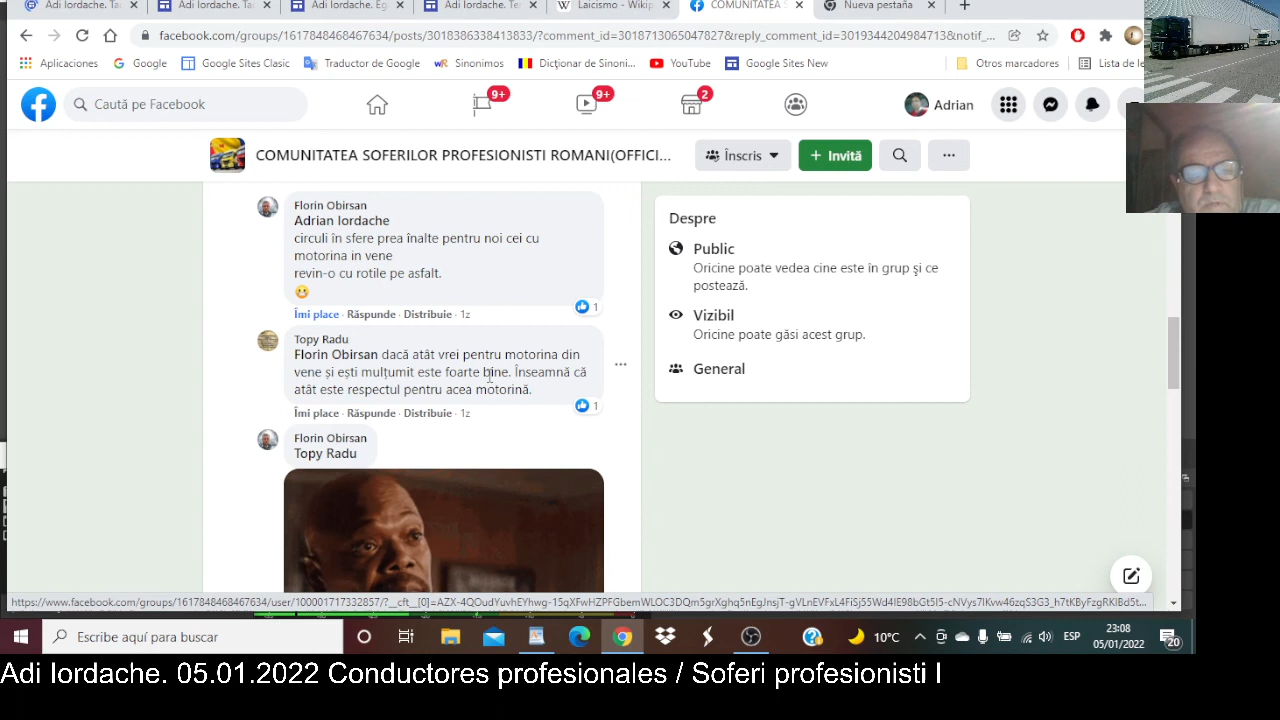 Adi Iordache. Ta
Adi Iordache. Ta
Adi Iordache. Eg
Adi Iordache. Te
Laicismo - Wikip
COMUNITATEA S
Nueva pestaña
facebook.com/groups/1617848468467634/posts/3018386338413833/?comment_id=3018713065047827&reply_comment_id=3019344204984713&notif_...
Aplicaciones
Google
Google Sites Clasic
Traductor de Google
Sinonimos
Dicționar de Sinoni...
YouTube
Google Sites New
Otros marcadores
Lista de le
Caută pe Facebook
9+
9+
2
Adrian
COMUNITATEA SOFERILOR PROFESIONISTI ROMANI(OFFICI...
Înscris
+ Invită
Florin Obirsan
Adrian Iordache
circuli în sfere prea înalte pentru noi cei cu
motorina in vene
revin-o cu rotile pe asfalt.
1
Îmi place · Răspunde · Distribuie · 1z
Topy Radu
Florin Obirsan dacă atât vrei pentru motorina din
vene și ești mulțumit este foarte bine. Înseamnă că
atât este respectul pentru acea motorină.
1
Îmi place · Răspunde · Distribuie · 1z
Florin Obirsan
Topy Radu
Despre
Public
Oricine poate vedea cine este în grup şi ce
postează.
Vizibil
Oricine poate găsi acest grup.
General
Escribe aquí para buscar
10°C
ESP
23:08
05/01/2022
20
Adi Iordache. 05.01.2022 Conductores profesionales / Soferi profesionisti I